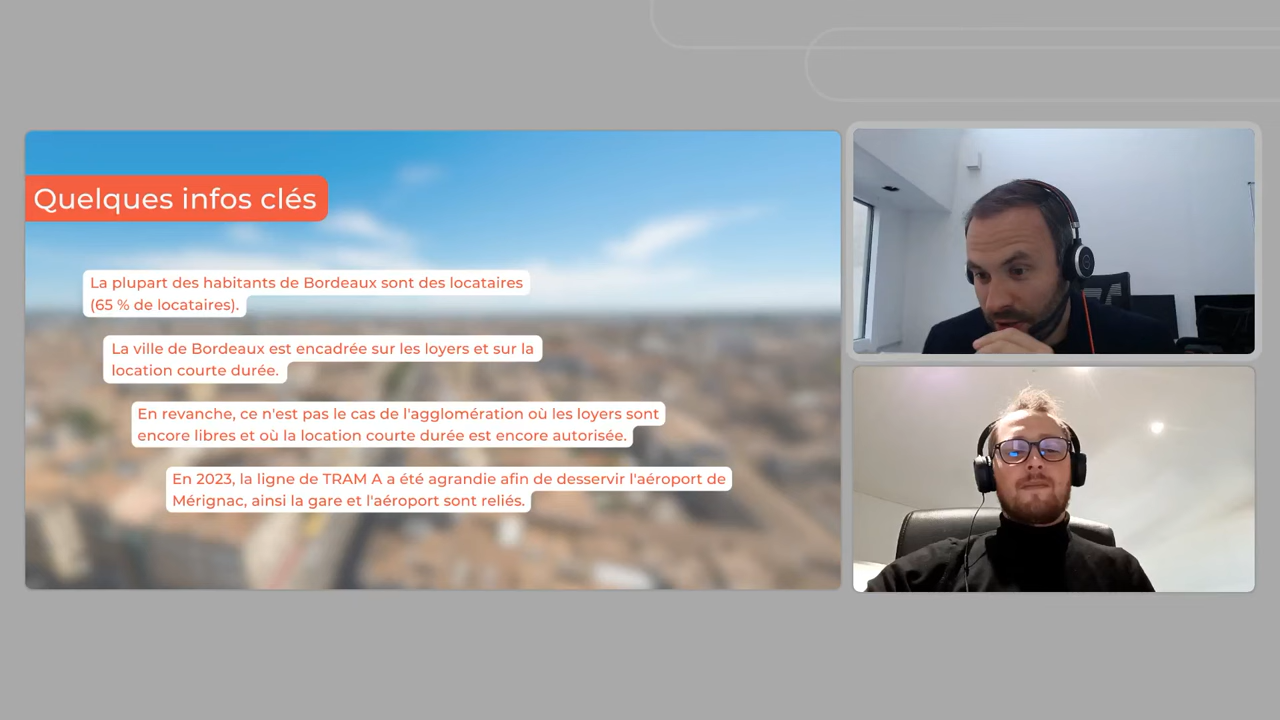 Quelques infos clés
La plupart des habitants de Bordeaux sont des locataires
(65 % de locataires).
La ville de Bordeaux est encadrée sur les loyers et sur la
location courte durée.
En revanche, ce n'est pas le cas de l'agglomération où les loyers sont
encore libres et où la location courte durée est encore autorisée.
En 2023, la ligne de TRAM A a été agrandie afin de desservir l'aéroport de
Mérignac, ainsi la gare et l'aéroport sont reliés.